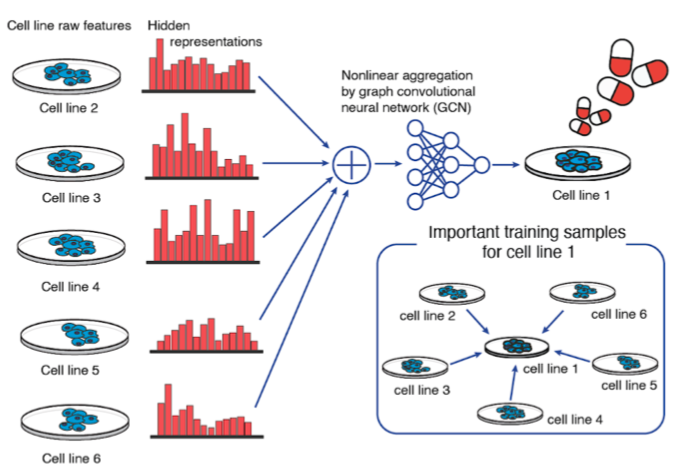 Cell line raw features
Hidden
representations
Cell line 2
Cell line 3
Cell line 4
Cell line 5
Cell line 6
Nonlinear aggregation
by graph convolutional
neural network (GCN)
Cell line 1
Important training samples
for cell line 1
cell line 2
cell line 6
cell line 1
cell line 3
cell line 5
cell line 4